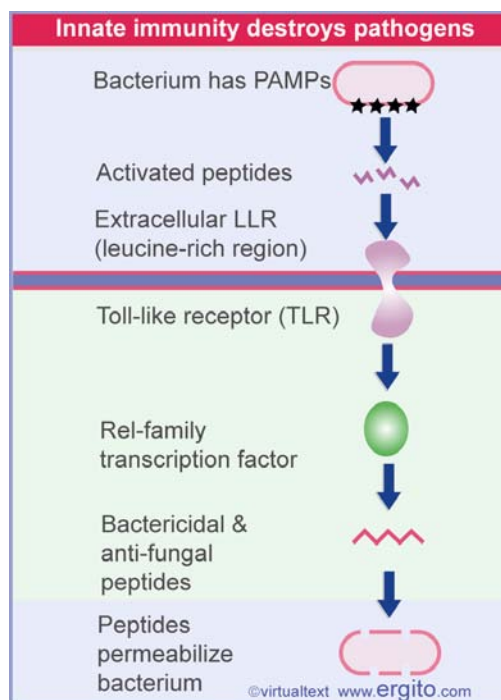 Innate immunity destroys pathogens
Bacterium has PAMPs
Activated peptides
Extracellular LLR
(leucine-rich region)
Toll-like receptor (TLR)
Rel-family
transcription factor
Bactericidal &
anti-fungal
peptides
Peptides
permeabilize
bacterium
©virtualtext www.ergito.com